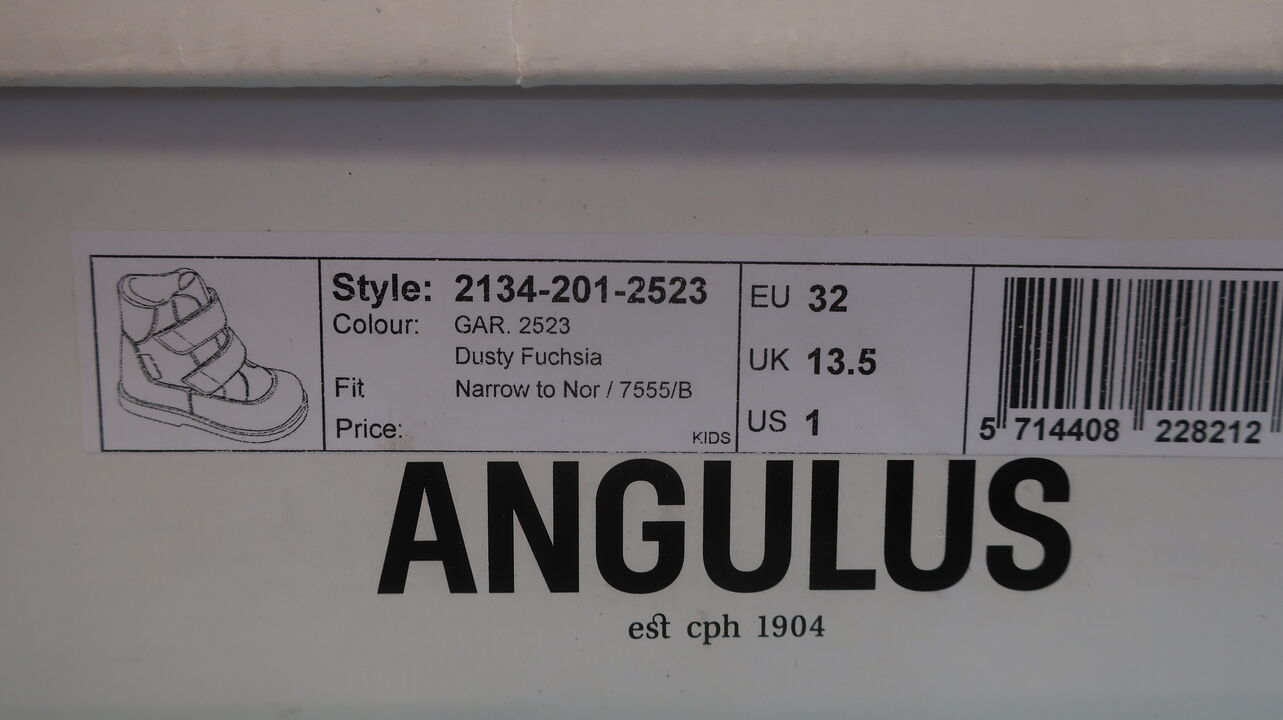 Style: 2134-201-2523
Colour: GAR. 2523
Dusty Fuchsia
Fit Narrow to Nor / 7555/B
Price:
KIDS
EU 32
UK 13.5
US 1
5 714408 228212
ANGULUS
est cph 1904